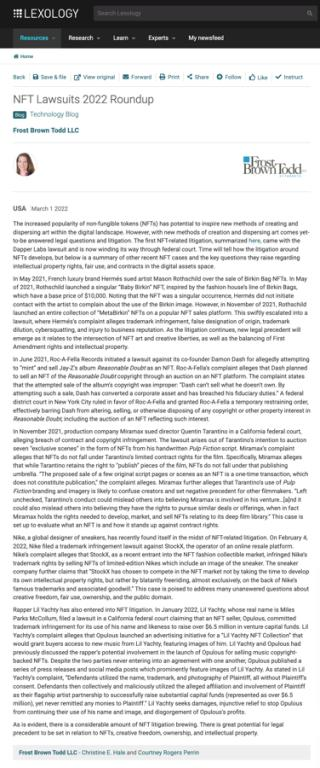 LEXOLOGY
Search Lexology
Resources
Research
Learn
Experts
My newsfeed
Home
Back
Save & file
View original
Forward
Print
Share
Follow
Like
Instruct
NFT Lawsuits 2022 Roundup
Blog Technology Blog
Frost Brown Todd LLC
Frost
Brown Todd LLC
ATTORNEYS
USA March 1 2022
The increased popularity of non-fungible tokens (NFTs) has potential to inspire new methods of creating and
dispersing art within the digital landscape. However, with new methods of creation and dispersing art comes yet-
to-be answered legal questions and litigation. The first NFT-related litigation, summarized here, came with the
Dapper Labs lawsuit and is now winding its way through federal court. Time will tell how the litigation around
NFTs develops, but below is a summary of other recent NFT cases and the key questions they raise regarding
intellectual property rights, fair use, and contracts in the digital assets space.
In May 2021, French luxury brand Hermés sued artist Mason Rothschild over the sale of Birkin Bag NFTs. In May
of 2021, Rothschild launched a singular "Baby Birkin" NFT, inspired by the fashion house's line of Birkin Bags,
which have a base price of $10,000. Noting that the NFT was a singular occurrence, Hermés did not initiate
contact with the artist to complain about the use of the Birkin image. However, in November of 2021, Rothschild
launched an entire collection of "MetaBirkin" NFTs on a popular NFT sales platform. This swiftly escalated into a
lawsuit, where Hermés's complaint alleges trademark infringement, false designation of origin, trademark
dilution, cybersquatting, and injury to business reputation. As the litigation continues, new legal precedent will
emerge as it relates to the intersection of NFT art and creative liberties, as well as the balancing of First
Amendment rights and intellectual property.
In June 2021, Roc-A-Fella Records initiated a lawsuit against its co-founder Damon Dash for allegedly attempting
to "mint" and sell Jay-Z's album Reasonable Doubt as an NFT. Roc-A-Fella's complaint alleges that Dash planned
to sell an NFT of the Reasonable Doubt copyright through an auction on an NFT platform. The complaint states
that the attempted sale of the album's copyright was improper: "Dash can't sell what he doesn't own. By
attempting such a sale, Dash has converted a corporate asset and has breached his fiduciary duties." A federal
district court in New York City ruled in favor of Roc-A-Fella and granted Roc-A-Fella a temporary restraining order,
effectively barring Dash from altering, selling, or otherwise disposing of any copyright or other property interest in
Reasonable Doubt, including the auction of an NFT reflecting such interest.
In November 2021, production company Miramax sued director Quentin Tarantino in a California federal court,
alleging breach of contract and copyright infringement. The lawsuit arises out of Tarantino's intention to auction
seven "exclusive scenes" in the form of NFTs from his handwritten Pulp Fiction script. Miramax's complaint
alleges that NFTs do not fall under Tarantino's limited contract rights for the film. Specifically, Miramax alleges
that while Tarantino retains the right to "publish" pieces of the film, NFTs do not fall under that publishing
umbrella. "The proposed sale of a few original script pages or scenes as an NFT is a one-time transaction, which
does not constitute publication," the complaint alleges. Miramax further alleges that Tarantino's use of Pulp
Fiction branding and imagery is likely to confuse creators and set negative precedent for other filmmakers. "Left
unchecked, Tarantino's conduct could mislead others into believing Miramax is involved in his venture...[a]nd it
could also mislead others into believing they have the rights to pursue similar deals or offerings, when in fact
Miramax holds the rights needed to develop, market, and sell NFTs relating to its deep film library." This case is
set up to evaluate what an NFT is and how it stands up against contract rights.
Nike, a global designer of sneakers, has recently found itself in the midst of NFT-related litigation. On February 4,
2022, Nike filed a trademark infringement lawsuit against StockX, the operator of an online resale platform.
Nike's complaint alleges that StockX, as a recent entrant into the NFT fashion collectible market, infringed Nike's
trademark rights by selling NFTs of limited-edition Nikes which include an image of the sneaker. The sneaker
company further claims that "StockX has chosen to compete in the NFT market not by taking the time to develop
its own intellectual property rights, but rather by blatantly freeriding, almost exclusively, on the back of Nike's
famous trademarks and associated goodwill." This case is poised to address many unanswered questions about
creative freedom, fair use, ownership, and the public domain.
Rapper Lil Yachty has also entered into NFT litigation. In January 2022, Lil Yachty, whose real name is Miles
Parks McCollum, filed a lawsuit in a California federal court claiming that an NFT seller, Opulous, committed
trademark infringement for its use of his name and likeness to raise over $6.5 million in venture capital funds. Lil
Yachty's complaint alleges that Opulous launched an advertising initiative for a "Lil Yachty NFT Collection" that
would grant buyers access to new music from Lil Yachty, featuring images of him. Lil Yachty and Opulous had
previously discussed the rapper's potential involvement in the launch of Opulous for selling music copyright-
backed NFTs. Despite the two parties never entering into an agreement with one another, Opulous published a
series of press releases and social media posts which prominently feature images of Lil Yachty. As stated in Lil
Yachty's complaint, "Defendants utilized the name, trademark, and photography of Plaintiff, all without Plaintiff's
consent. Defendants then collectively and maliciously utilized the alleged affiliation and involvement of Plaintiff
as their flagship artist partnership to successfully raise substantial capital funds (represented as over $6.5
million), yet never remitted any monies to Plaintiff." Lil Yachty seeks damages, injunctive relief to stop Opulous
from continuing their use of his name and image, and disgorgement of Opulous's profits.
As is evident, there is a considerable amount of NFT litigation brewing. There is great potential for legal
precedent to be set in relation to NFTs, creative freedom, ownership, and intellectual property.
Frost Brown Todd LLC - Christine E. Hale and Courtney Rogers Perrin